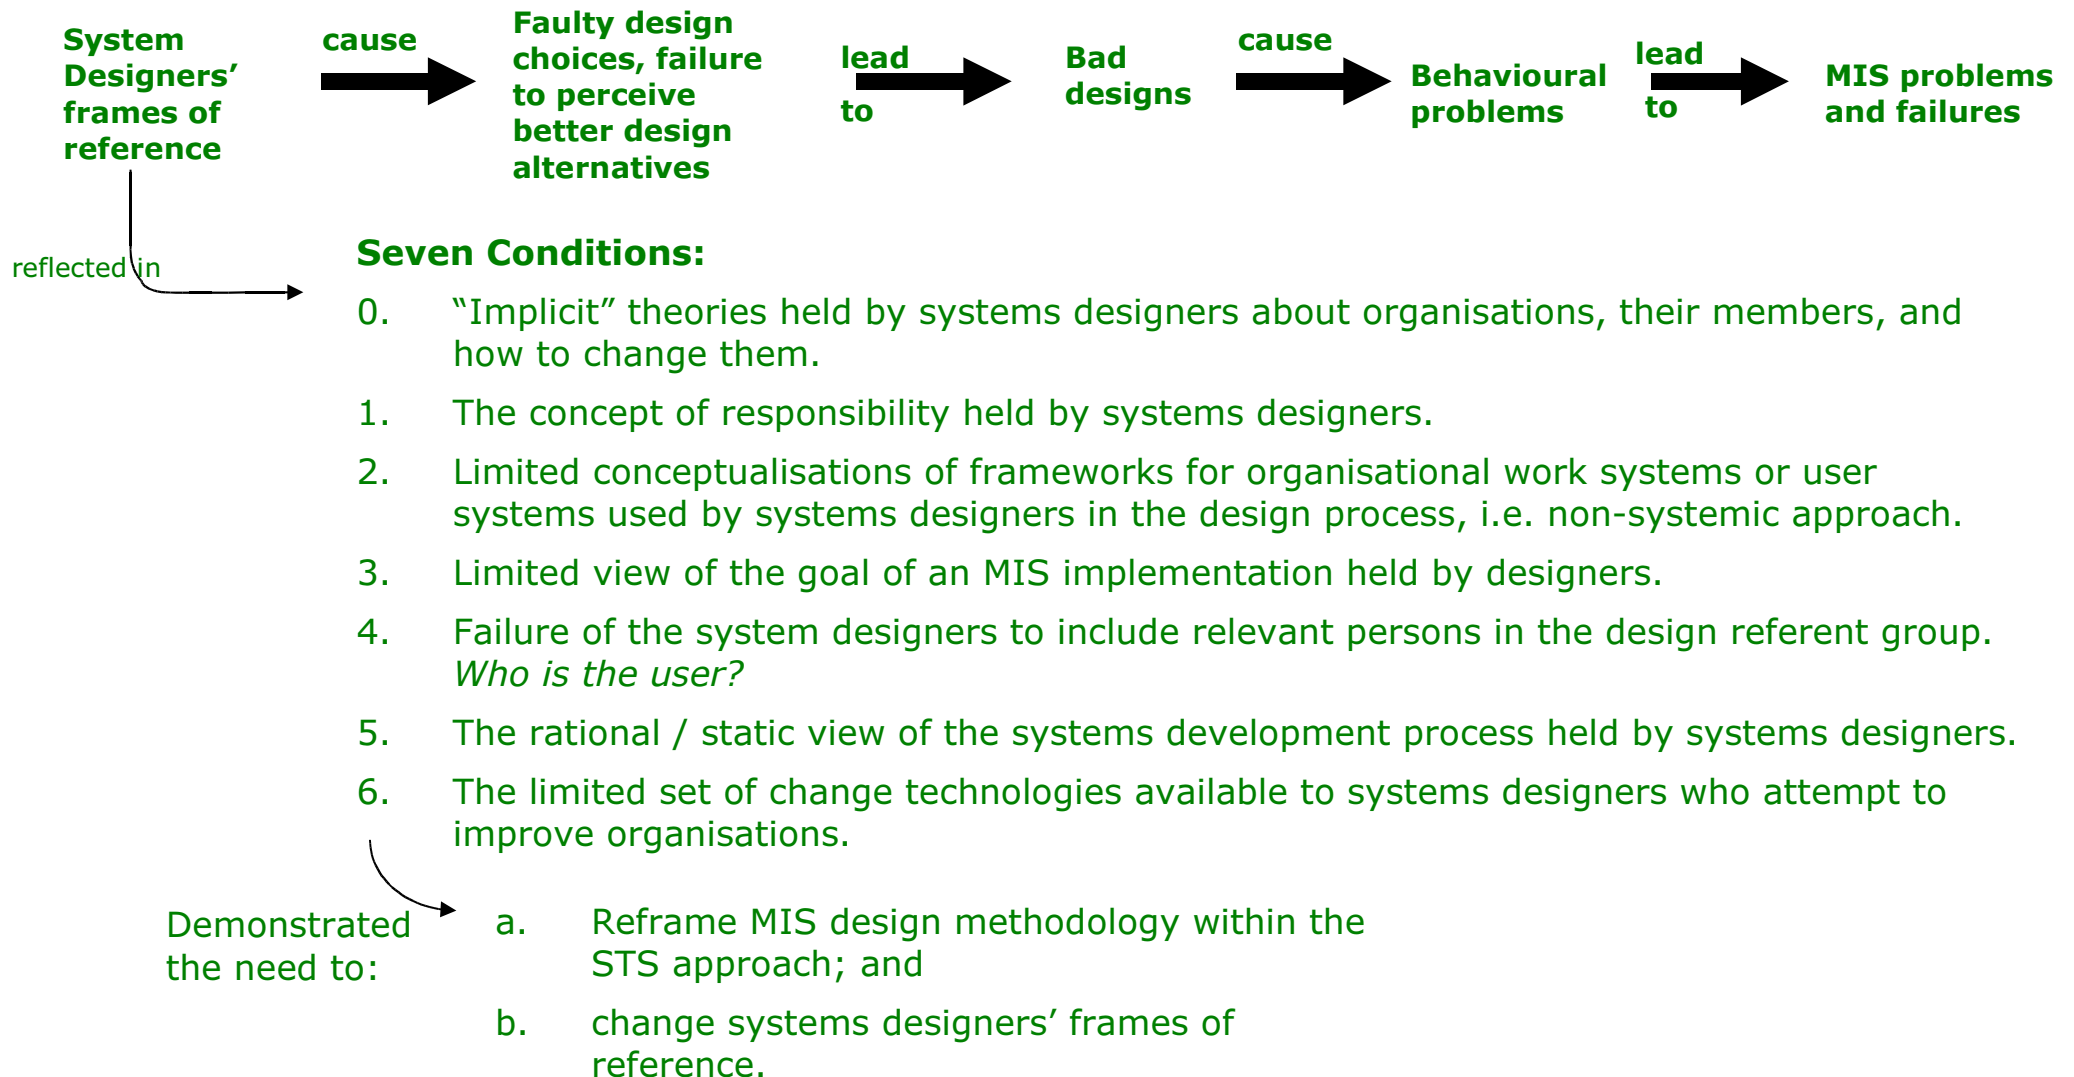 System
Designers’
frames of
reference
cause
Faulty design
choices, failure
to perceive
better design
alternatives
lead
to
Bad
designs
cause
Behavioural
problems
lead
to
MIS problems
and failures
reflected in
Seven Conditions:
0. “Implicit” theories held by systems designers about organisations, their members, and
how to change them.
1. The concept of responsibility held by systems designers.
2. Limited conceptualisations of frameworks for organisational work systems or user
systems used by systems designers in the design process, i.e. non-systemic approach.
3. Limited view of the goal of an MIS implementation held by designers.
4. Failure of the system designers to include relevant persons in the design referent group.
Who is the user?
5. The rational / static view of the systems development process held by systems designers.
6. The limited set of change technologies available to systems designers who attempt to
improve organisations.
Demonstrated
the need to:
a. Reframe MIS design methodology within the
STS approach; and
b. change systems designers’ frames of
reference.